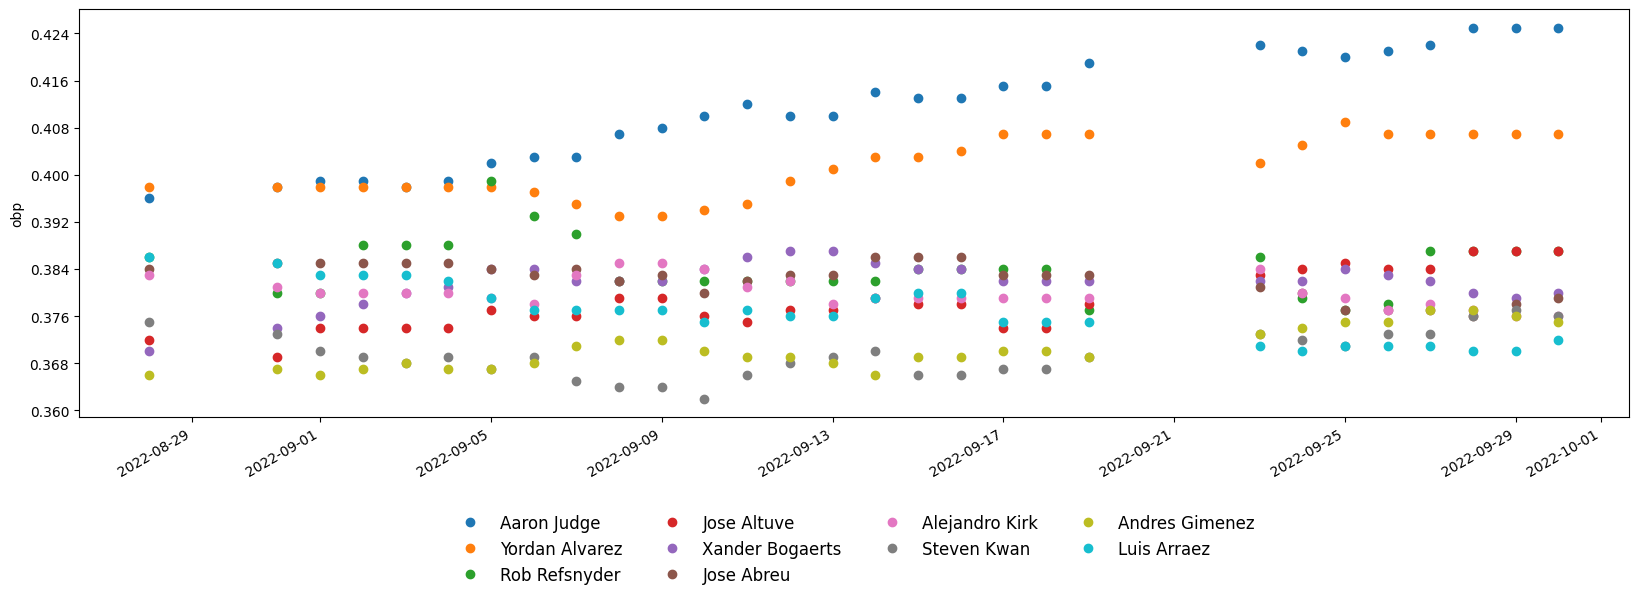 0.424
0.416
0.408
0.400
0.392
0.384
0.376
0.368
0.360
obp
2022-08-29
2022-09-01
2022-09-05
2022-09-09
2022-09-13
2022-09-17
2022-09-21
2022-09-25
2022-09-29
2022-10-01
Aaron Judge
Yordan Alvarez
Rob Refsnyder
Jose Altuve
Xander Bogaerts
Jose Abreu
Alejandro Kirk
Steven Kwan
Andres Gimenez
Luis Arraez